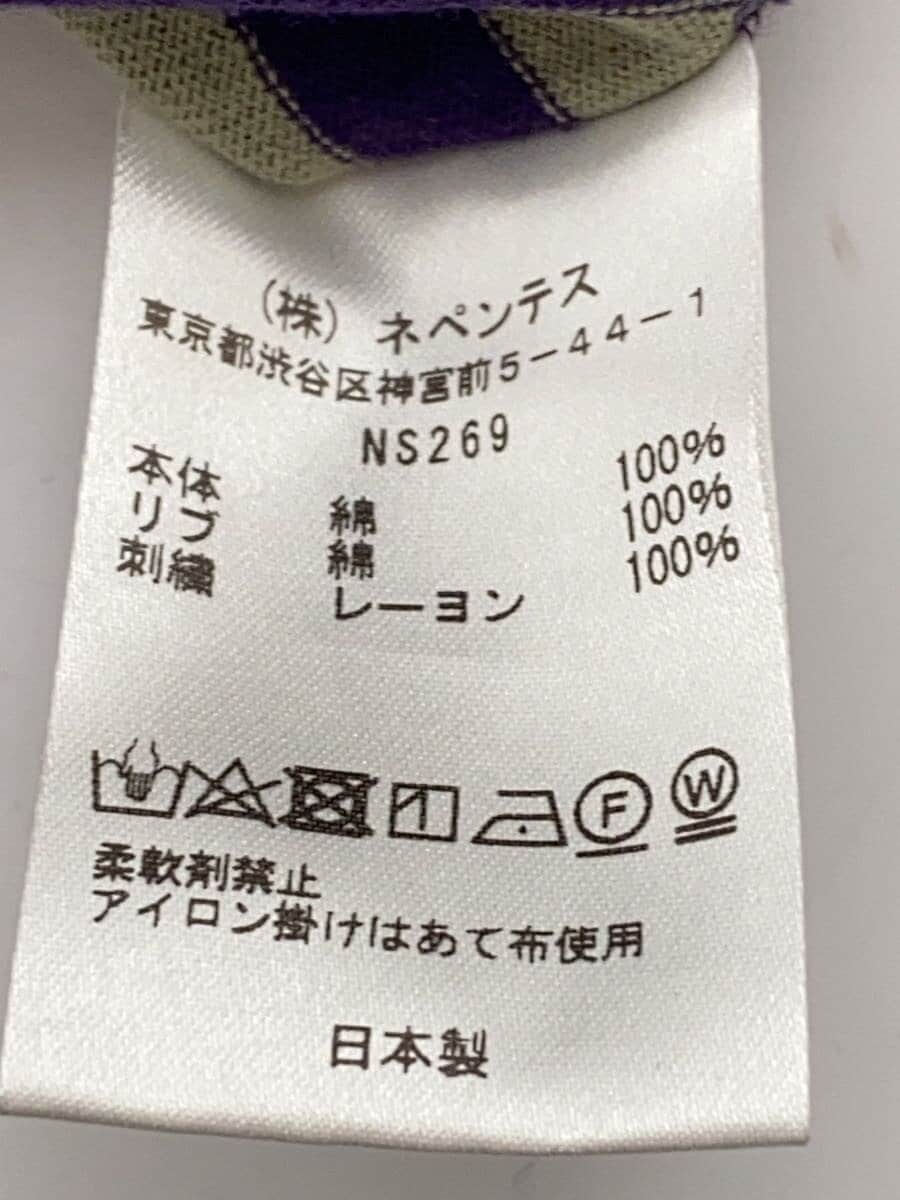 （株）ネペンテス
東京都渋谷区神宮前5-44-1
NS269
本体 綿 100%
リブ 綿 100%
刺繍 レーヨン 100%
F W
柔軟剤禁止
アイロン掛けはあて布使用
日本製